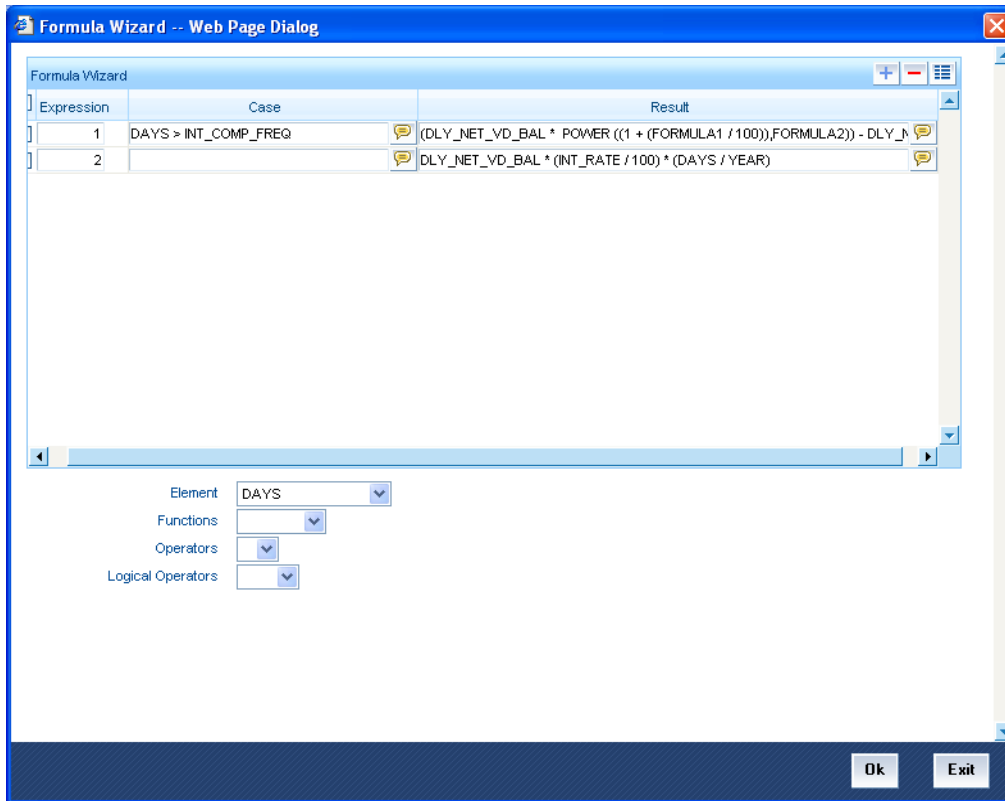 Formula Wizard -- Web Page Dialog
Formula Wizard
Expression Case Result
1 DAYS > INT_COMP_FREQ (DLY_NET_VD_BAL * POWER ((1 + (FORMULA1 / 100)),FORMULA2)) - DLY_N
2 DLY_NET_VD_BAL * (INT_RATE / 100) * (DAYS / YEAR)
Element DAYS
Functions
Operators
Logical Operators
Ok Exit